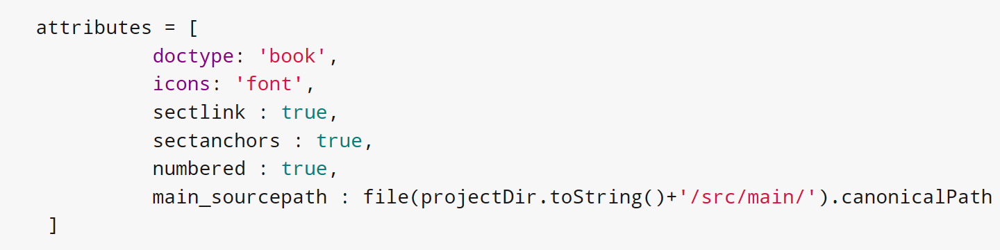 attributes = [
doctype: 'book',
icons: 'font',
sectlink : true,
sectanchors : true,
numbered : true,
main_sourcepath : file(projectDir.toString()+'/src/main/').canonicalPath
]